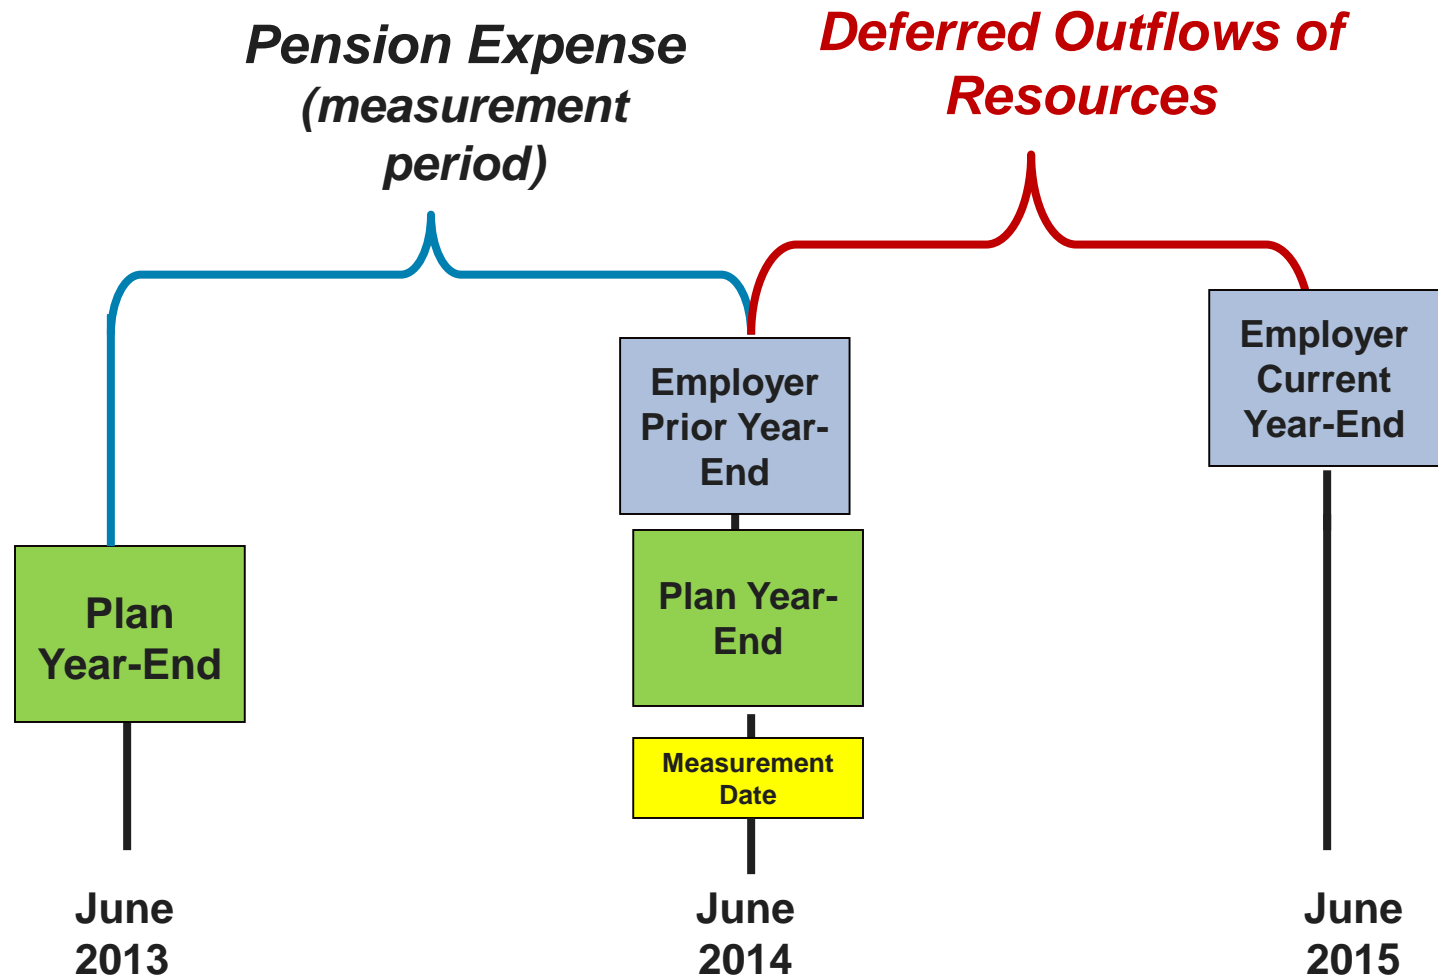 Pension Expense
(measurement
period)
Deferred Outflows of
Resources
Employer
Prior Year-
End
Employer
Current
Year-End
Plan
Year-End
Plan Year-
End
Measurement
Date
June
2013
June
2014
June
2015